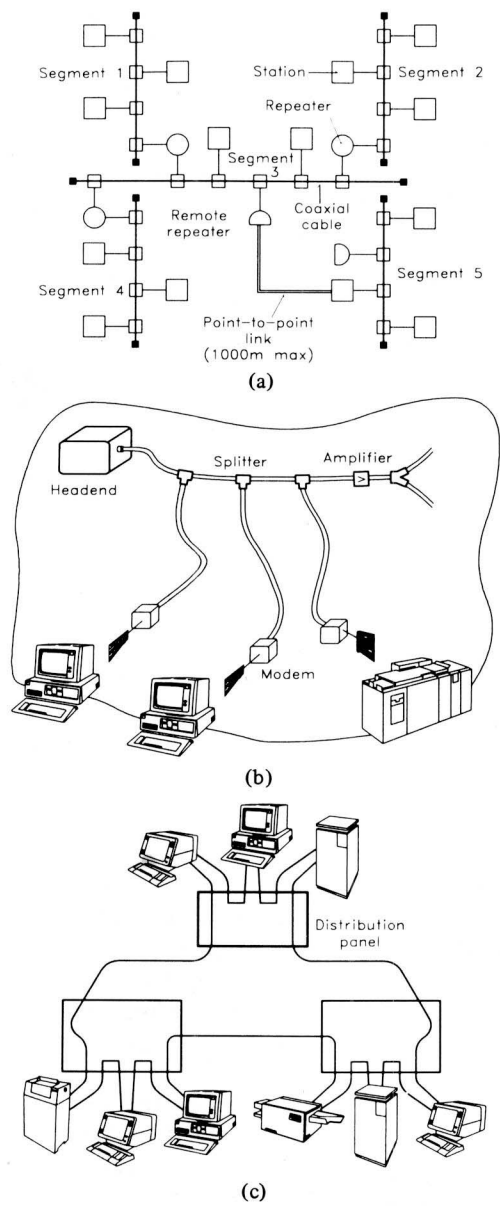 Segment 1
Station
Segment 2
Repeater
Segment
3
Remote
repeater
Coaxial
cable
Segment 4
Segment 5
Point-to-point
link
(1000m max)
(a)
Headend
Splitter
Amplifier
>
Modem
(b)
Distribution
panel
(c)